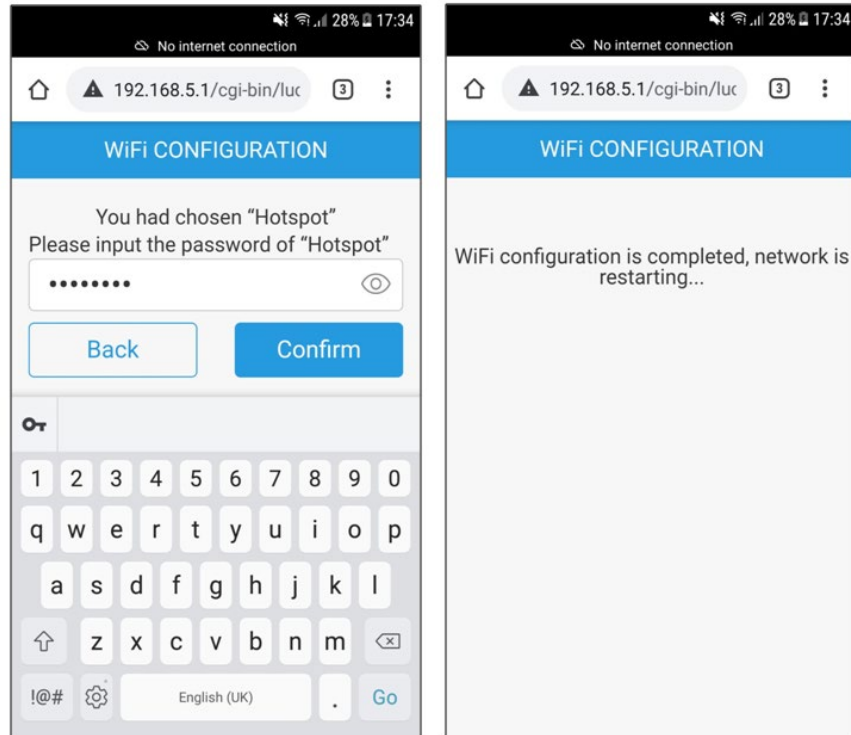 28% 17:34
No internet connection
192.168.5.1/cgi-bin/luc 3
WiFi CONFIGURATION
You had chosen “Hotspot”
Please input the password of “Hotspot”
••••••••
Back Confirm
1 2 3 4 5 6 7 8 9 0
q w e r t y u i o p
a s d f g h j k l
z x c v b n m
!@# English (UK) . Go
28% 17:34
No internet connection
192.168.5.1/cgi-bin/luc 3
WiFi CONFIGURATION
WiFi configuration is completed, network is
restarting...